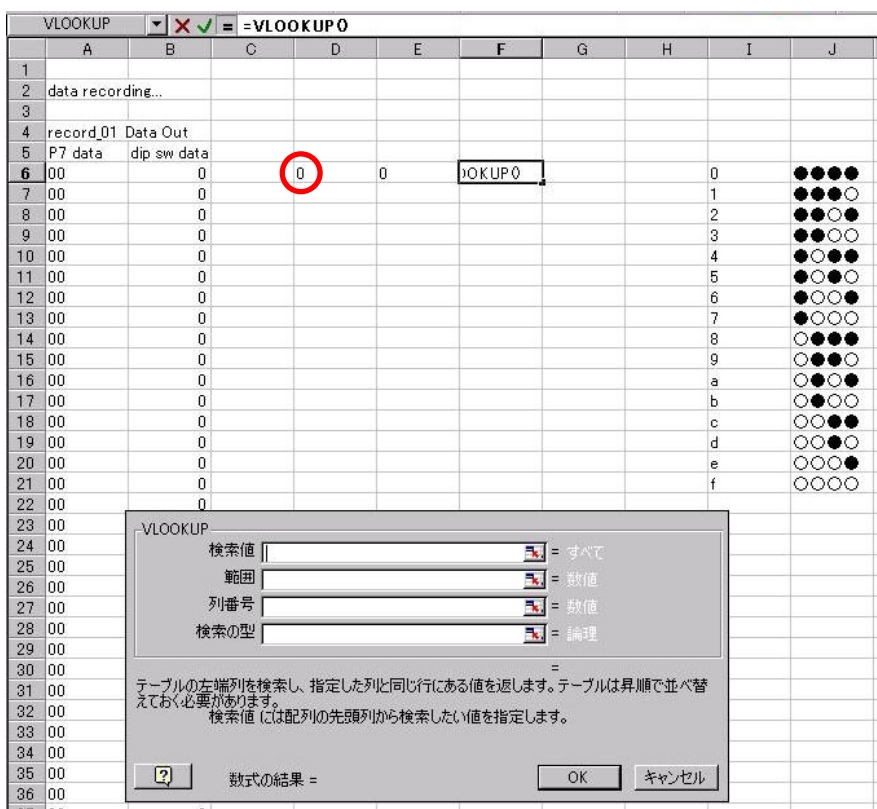 VLOOKUP = =VLOOKUP()
A B C D E F G H I J
1
2 data recording...
3
4 record_01 Data Out
5 P7 data dip sw data
6 00 0 0 0 OKUP() 0 ●●●●
7 00 0 1 ●●●○
8 00 0 2 ●●○●
9 00 0 3 ●●○○
10 00 0 4 ●○●●
11 00 0 5 ●○●○
12 00 0 6 ●○○●
13 00 0 7 ●○○○
14 00 0 8 ○●●●
15 00 0 9 ○●●○
16 00 0 a ○●○●
17 00 0 b ○●○○
18 00 0 c ○○●●
19 00 0 d ○○●○
20 00 0 e ○○○●
21 00 0 f ○○○○
22 00 0
23 00
24 00
25 00
26 00
27 00
28 00
29 00
30 00
31 00
32 00
33 00
34 00
35 00
36 00
VLOOKUP
検索値 = すべて
範囲 = 数値
列番号 = 数値
検索の型 = 論理
=
テーブルの左端列を検索し、指定した列と同じ行にある値を返します。テーブルは昇順で並べ替
えておく必要があります。
検索値 には配列の先頭列から検索したい値を指定します。
? 数式の結果 = OK キャンセル